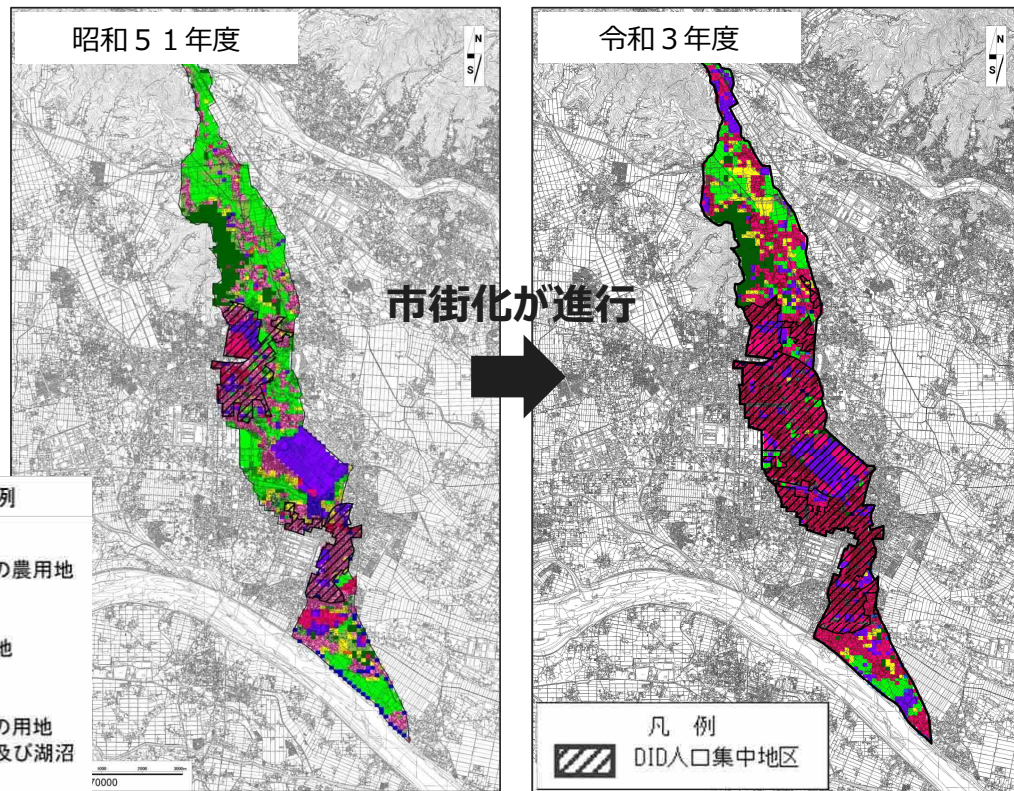 昭和５１年度
令和３年度
N
S
N
S
市街化が進行
例
の農用地
地
の用地
及び湖沼
2000
70000
凡 例
DID人口集中地区